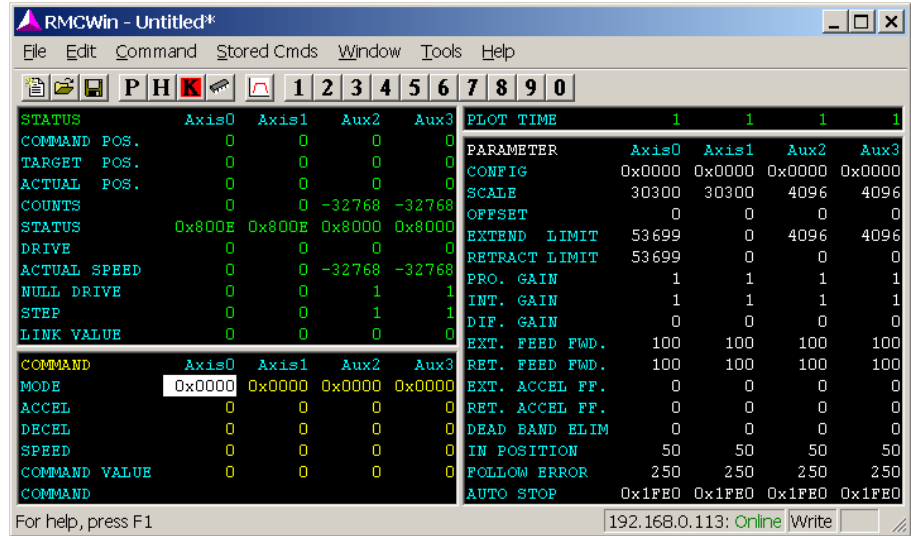 RMCWin - Untitled*
File Edit Command Stored Cmds Window Tools Help
P H K 1 2 3 4 5 6 7 8 9 0
STATUS Axis0 Axis1 Aux2 Aux3
COMMAND POS. 0 0 0 0
TARGET POS. 0 0 0 0
ACTUAL POS. 0 0 0 0
COUNTS 0 0 -32768 -32768
STATUS 0x800E 0x800E 0x8000 0x8000
DRIVE 0 0 0 0
ACTUAL SPEED 0 0 -32768 -32768
NULL DRIVE 0 0 1 1
STEP 0 0 1 1
LINK VALUE 0 0 0 0
COMMAND Axis0 Axis1 Aux2 Aux3
MODE 0x0000 0x0000 0x0000 0x0000
ACCEL 0 0 0 0
DECEL 0 0 0 0
SPEED 0 0 0 0
COMMAND VALUE 0 0 0 0
COMMAND
PLOT TIME 1 1 1 1
PARAMETER Axis0 Axis1 Aux2 Aux3
CONFIG 0x0000 0x0000 0x0000 0x0000
SCALE 30300 30300 4096 4096
OFFSET 0 0 0 0
EXTEND LIMIT 53699 0 4096 4096
RETRACT LIMIT 53699 0 0 0
PRO. GAIN 1 1 1 1
INT. GAIN 1 1 1 1
DIF. GAIN 0 0 0 0
EXT. FEED FWD. 100 100 100 100
RET. FEED FWD. 100 100 100 100
EXT. ACCEL FF. 0 0 0 0
RET. ACCEL FF. 0 0 0 0
DEAD BAND ELIM 0 0 0 0
IN POSITION 50 50 50 50
FOLLOW ERROR 250 250 250 250
AUTO STOP 0x1FE0 0x1FE0 0x1FE0 0x1FE0
For help, press F1 192.168.0.113: Online Write